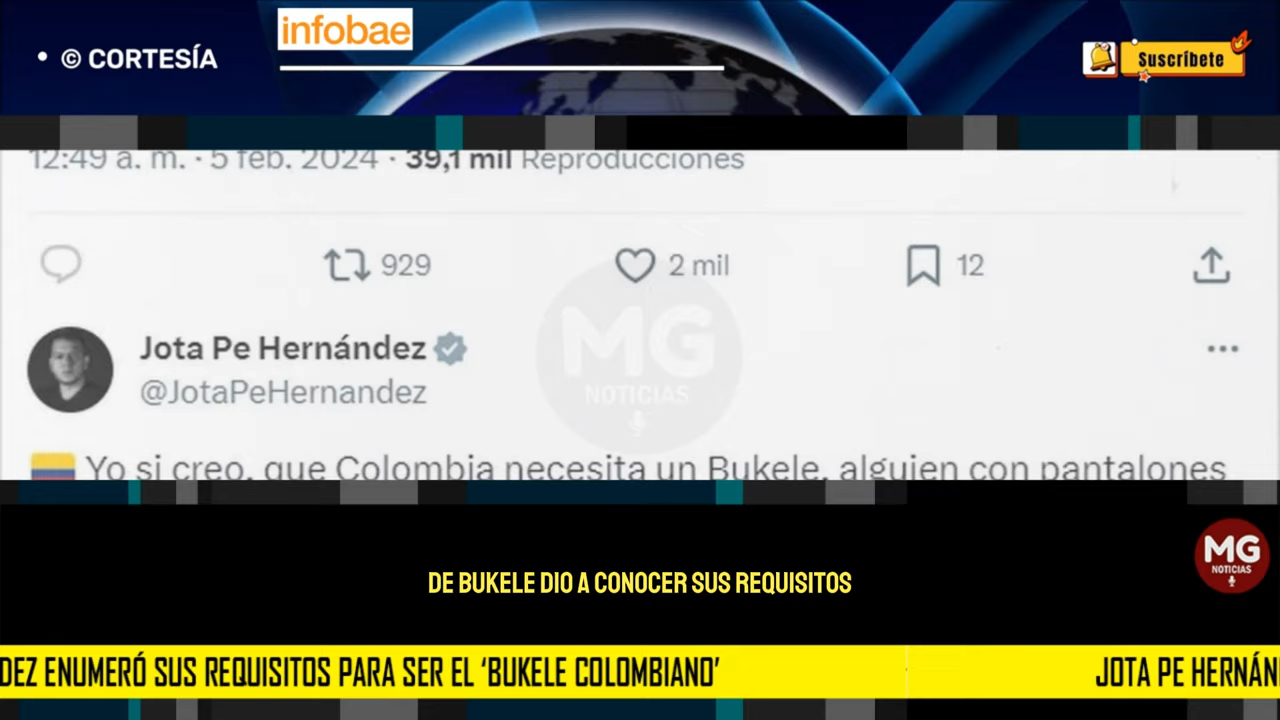 infobae
• © CORTESÍA
Suscríbete
12:49 a. m. · 5 feb. 2024 · 39,1 mil Reproducciones
929
2 mil
12
Jota Pe Hernández
@JotaPeHernandez
MG
NOTICIAS
Yo si creo, que Colombia necesita un Bukele, alguien con pantalones
MG
NOTICIAS
DE BUKELE DIO A CONOCER SUS REQUISITOS
DEZ ENUMERÓ SUS REQUISITOS PARA SER EL ‘BUKELE COLOMBIANO’
JOTA PE HERNÁN